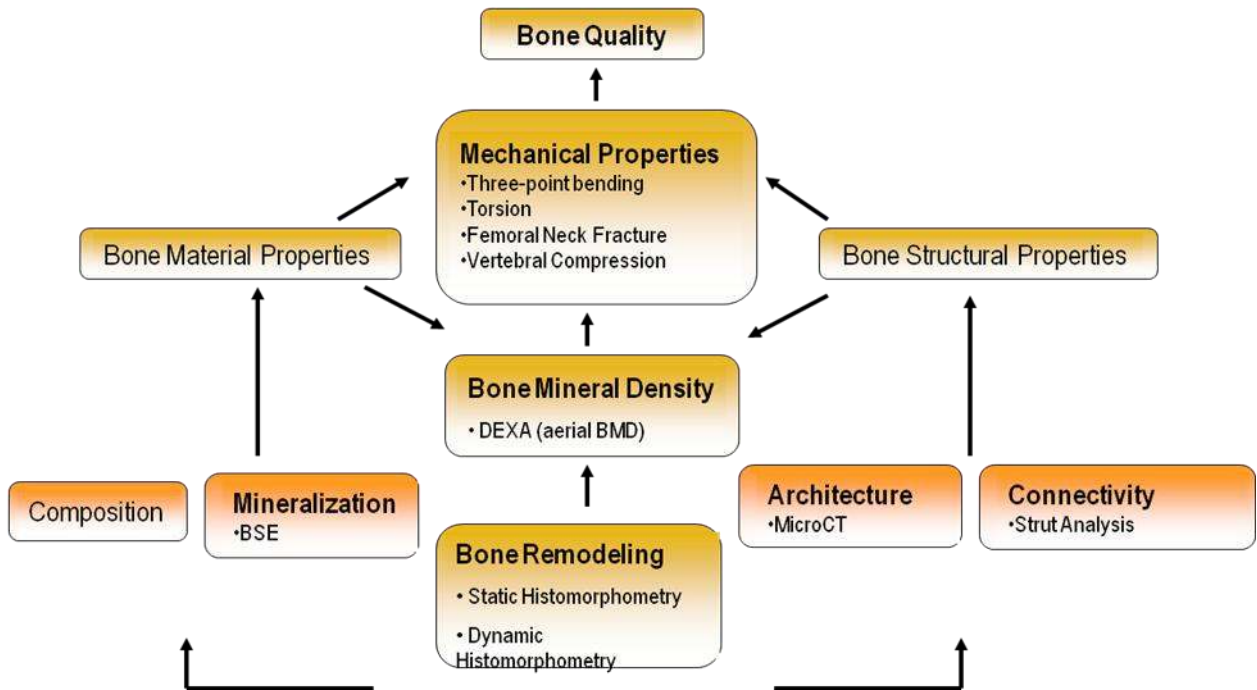 Bone Quality
Mechanical Properties
•Three-point bending
•Torsion
•Femoral Neck Fracture
•Vertebral Compression
Bone Material Properties
Bone Structural Properties
Bone Mineral Density
• DEXA (aerial BMD)
Composition
Mineralization
•BSE
Architecture
•MicroCT
Connectivity
•Strut Analysis
Bone Remodeling
• Static Histomorphometry
• Dynamic
Histomorphometry